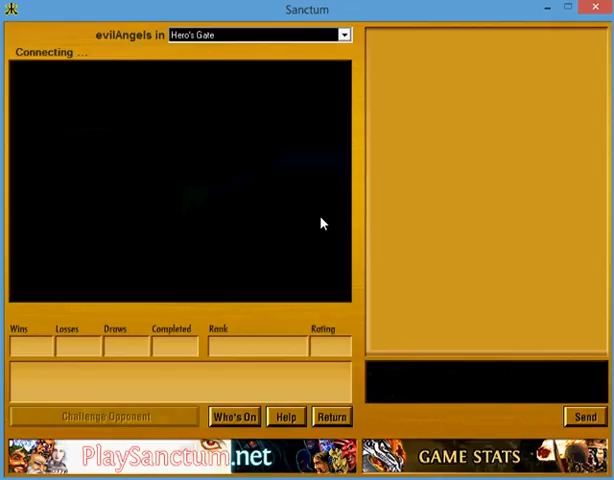 Sanctum
evilAngels in Hero's Gate
Connecting ...
Wins Losses Draws Completed Rank Rating
Challenge Opponent Who's On Help Return Send
PlaySanctum.net GAME STATS